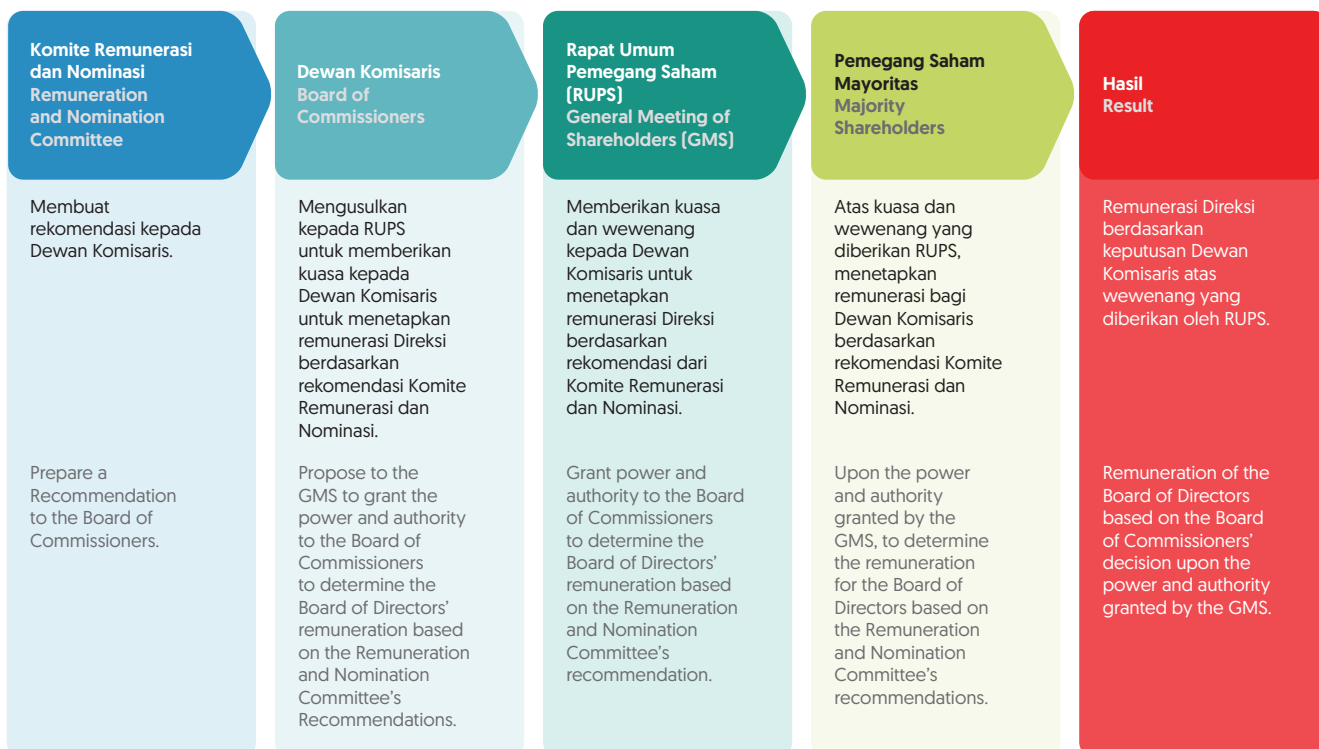 Komite Remunerasi
dan Nominasi
Remuneration
and Nomination
Committee
Membuat
rekomendasi kepada
Dewan Komisaris.
Prepare a
Recommendation
to the Board of
Commissioners.
Dewan Komisaris
Board of
Commissioners
Mengusulkan
kepada RUPS
untuk memberikan
kuasa kepada
Dewan Komisaris
untuk menetapkan
remunerasi Direksi
berdasarkan
rekomendasi Komite
Remunerasi dan
Nominasi.
Propose to the
GMS to grant the
power and authority
to the Board of
Commissioners
to determine the
Board of Directors’
remuneration based
on the Remuneration
and Nomination
Committee’s
Recommendations.
Rapat Umum
Pemegang Saham
(RUPS)
General Meeting of
Shareholders (GMS)
Memberikan kuasa
dan wewenang
kepada Dewan
Komisaris untuk
menetapkan
remunerasi Direksi
berdasarkan
rekomendasi dari
Komite Remunerasi
dan Nominasi.
Grant power and
authority to the Board
of Commissioners
to determine the
Board of Directors’
remuneration based
on the Remuneration
and Nomination
Committee’s
recommendation.
Pemegang Saham
Mayoritas
Majority
Shareholders
Atas kuasa dan
wewenang yang
diberikan RUPS,
menetapkan
remunerasi bagi
Dewan Komisaris
berdasarkan
rekomendasi Komite
Remunerasi dan
Nominasi.
Upon the power
and authority
granted by the
GMS, to determine
the remuneration
for the Board of
Directors based on
the Remuneration
and Nomination
Committee’s
recommendations.
Hasil
Result
Remunerasi Direksi
berdasarkan
keputusan Dewan
Komisaris atas
wewenang yang
diberikan oleh RUPS.
Remuneration of the
Board of Directors
based on the Board
of Commissioners’
decision upon the
power and authority
granted by the GMS.